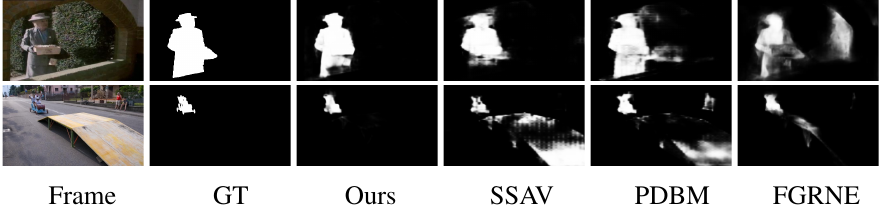 Frame GT Ours SSAV PDBM FGRNE